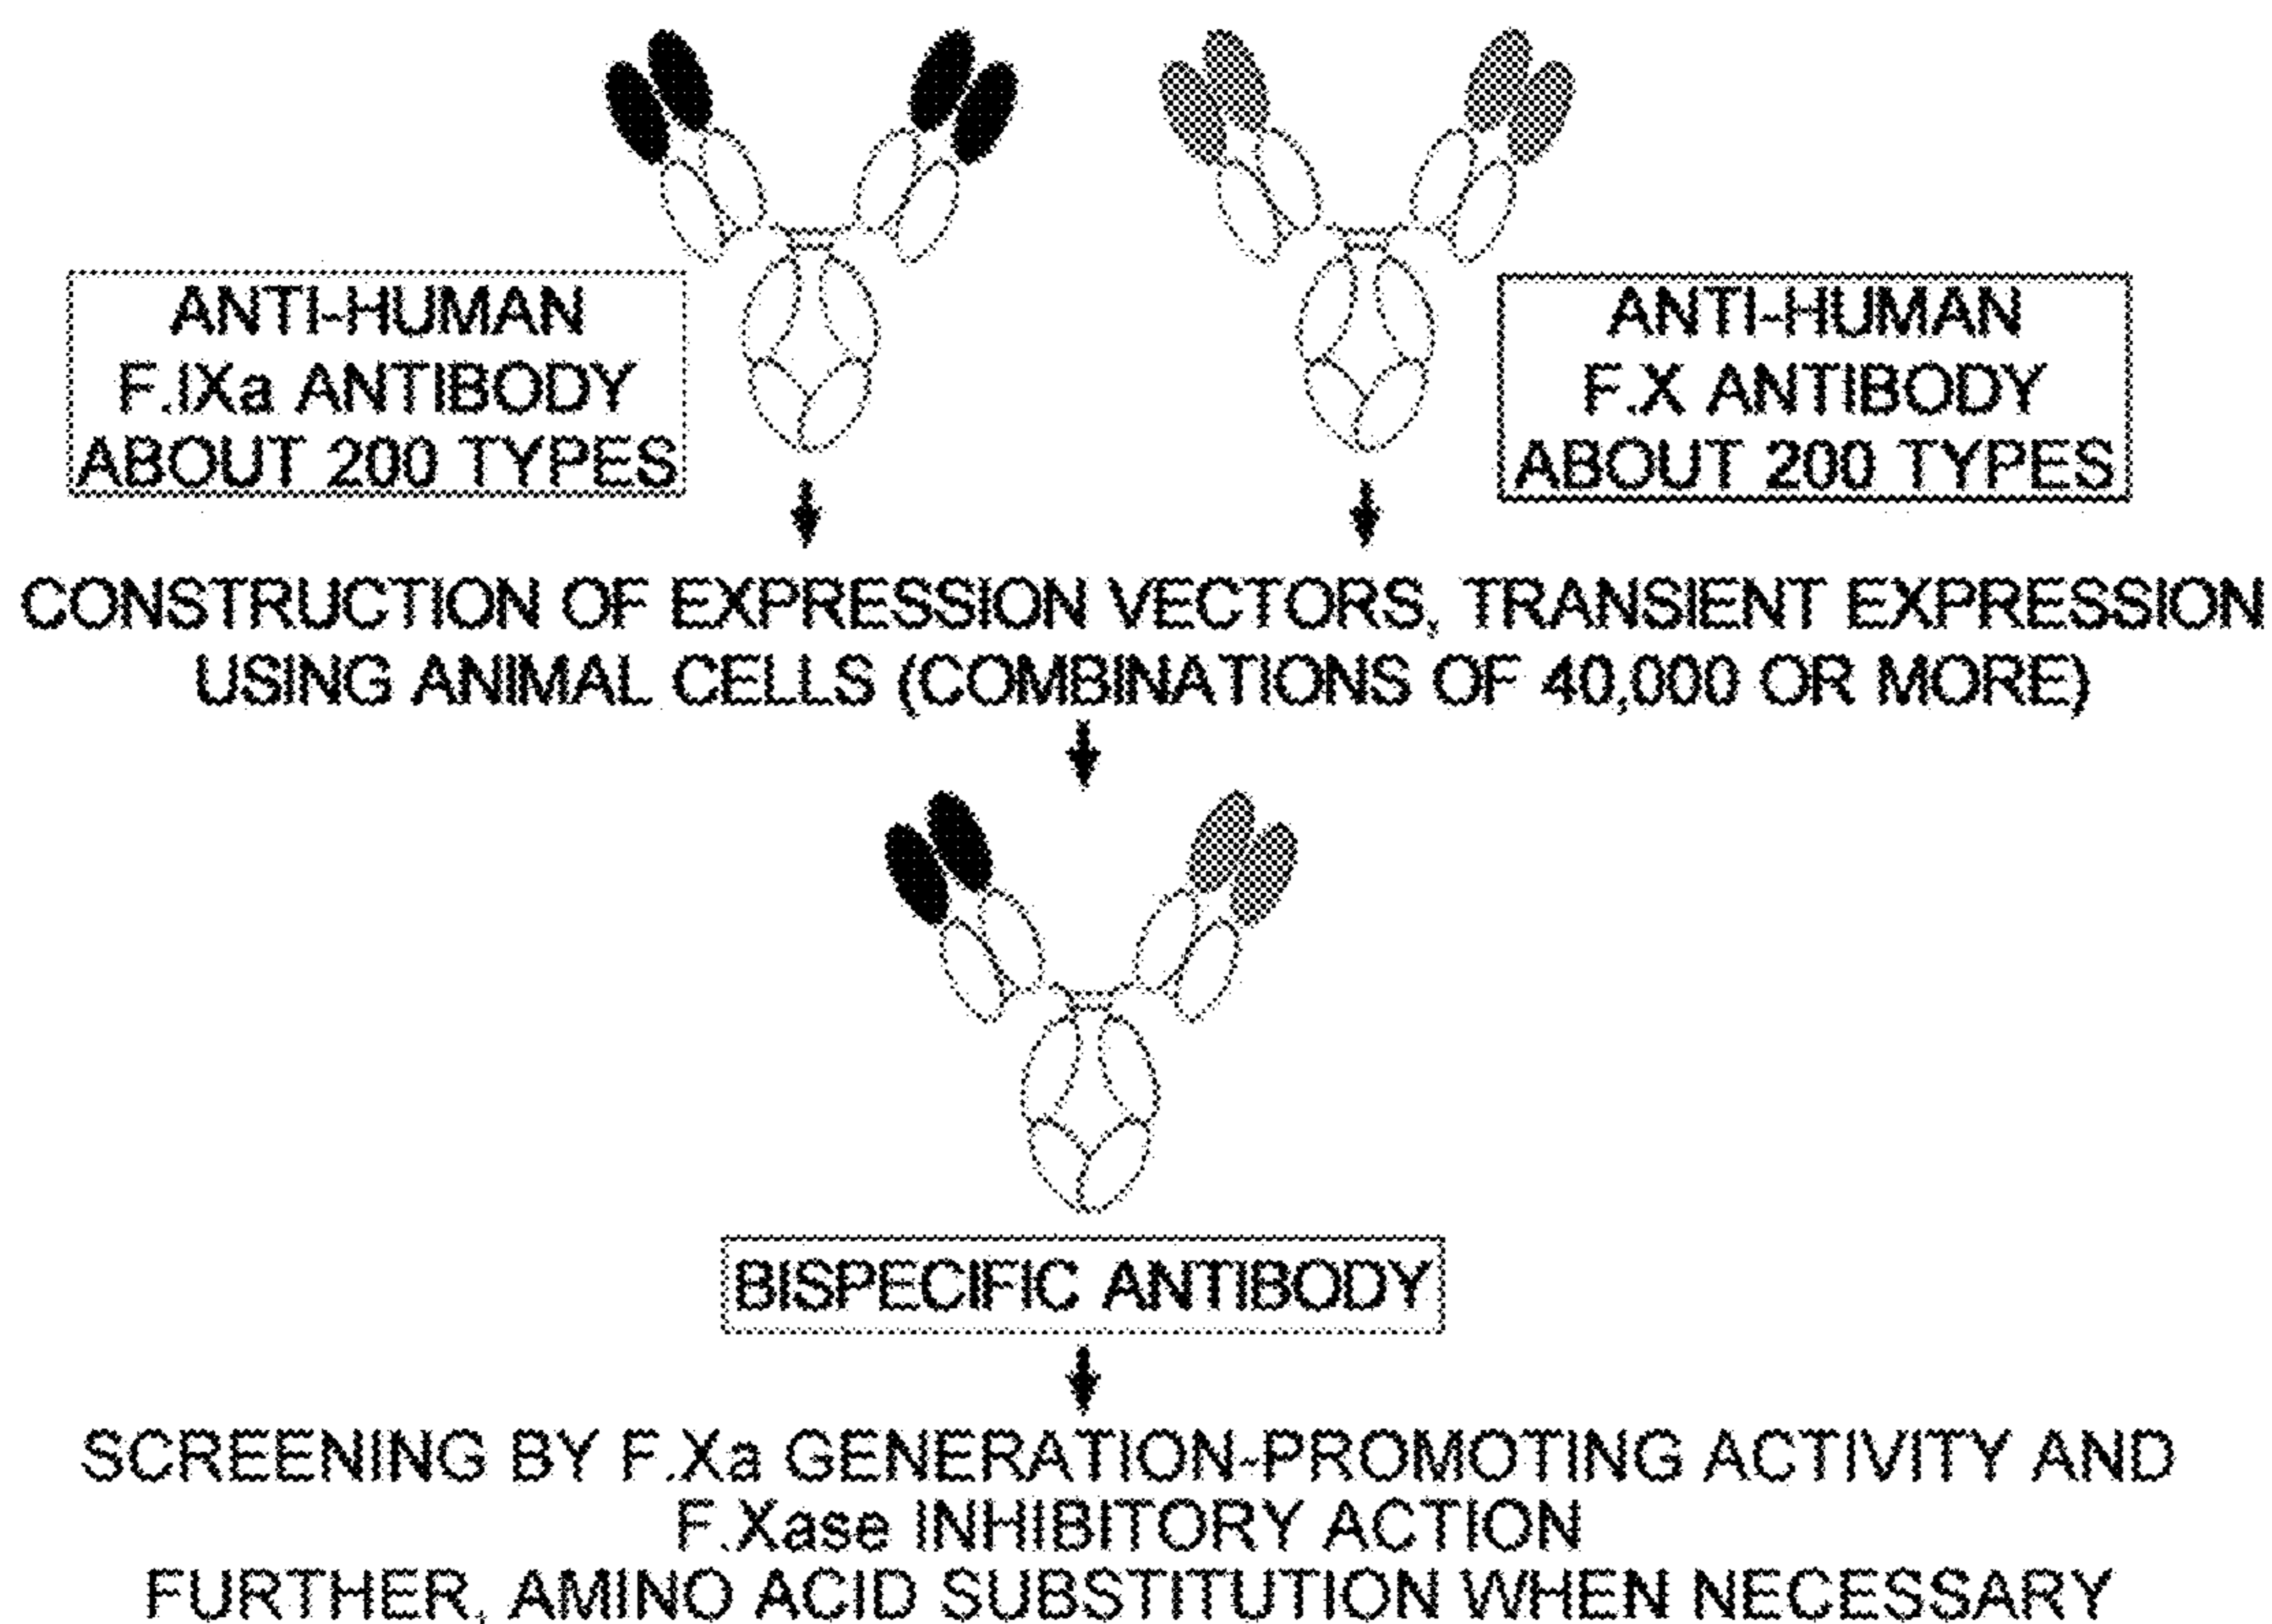 ANTI-HUMAN
F.IXa ANTIBODY
ABOUT 200 TYPES
ANTI-HUMAN
F.X ANTIBODY
ABOUT 200 TYPES
CONSTRUCTION OF EXPRESSION VECTORS, TRANSIENT EXPRESSION
USING ANIMAL CELLS (COMBINATIONS OF 40,000 OR MORE)
BISPECIFIC ANTIBODY
SCREENING BY F.Xa GENERATION-PROMOTING ACTIVITY AND
F.Xase INHIBITORY ACTION
FURTHER, AMINO ACID SUBSTITUTION WHEN NECESSARY